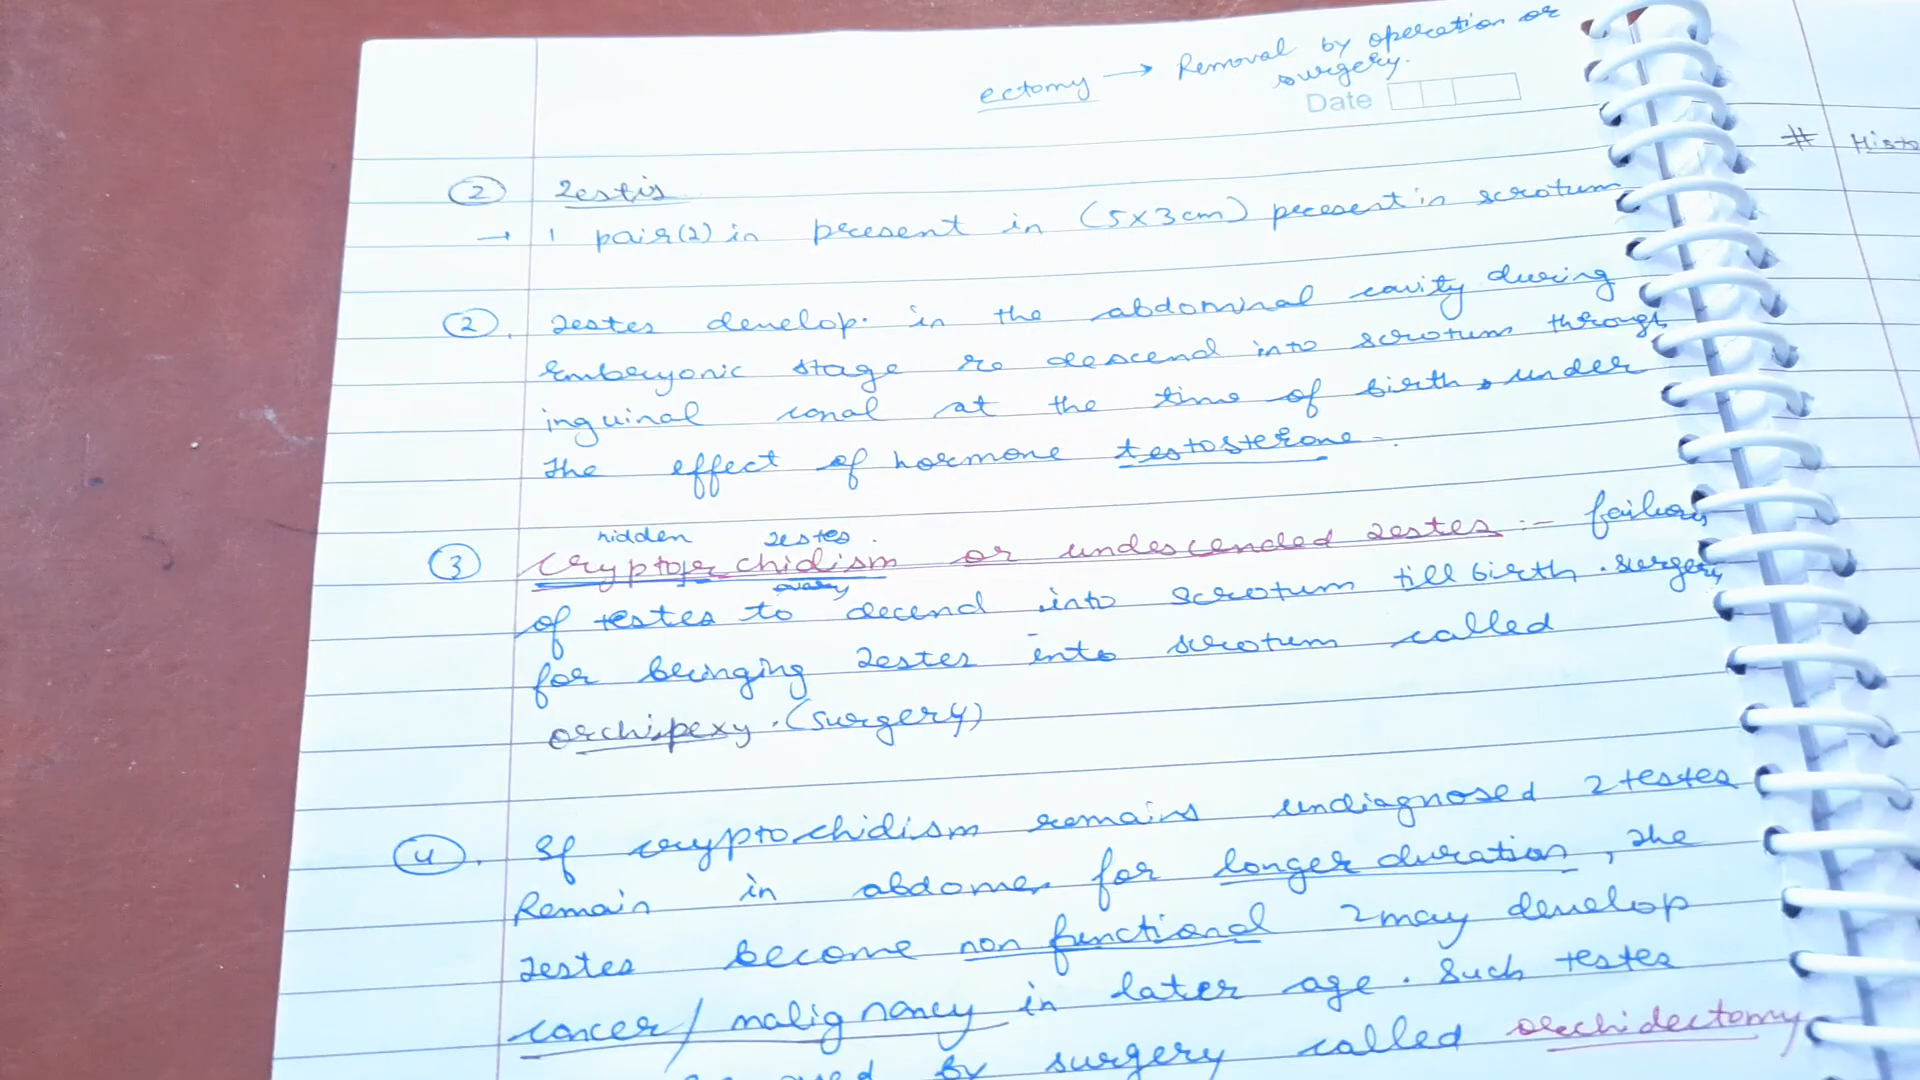 ectomy → Removal by operation or
surgery.
Date
# Histo
② Testis
→ 1 pair(2) in present in (5x3cm) present in scrotum
②. Testes develop. in the abdominal cavity during
Embryonic stage descend into scrotum through
inguinal canal at the time of birth, under
the effect of hormone testosterone.
hidden testes.
③ Cryptorchidism or undescended testes :- failure
ovary
of testes to decend into scrotum till birth. surgery
for bringing testes into scrotum called
orchipexy. (surgery)
④. If cryptochidism remains undiagnosed 2 testes
Remain in abdomen for longer duration, the
testes become non functional 2 may develop
cancer/ malignancy in later age. Such testes
by surgery called orchidectomy